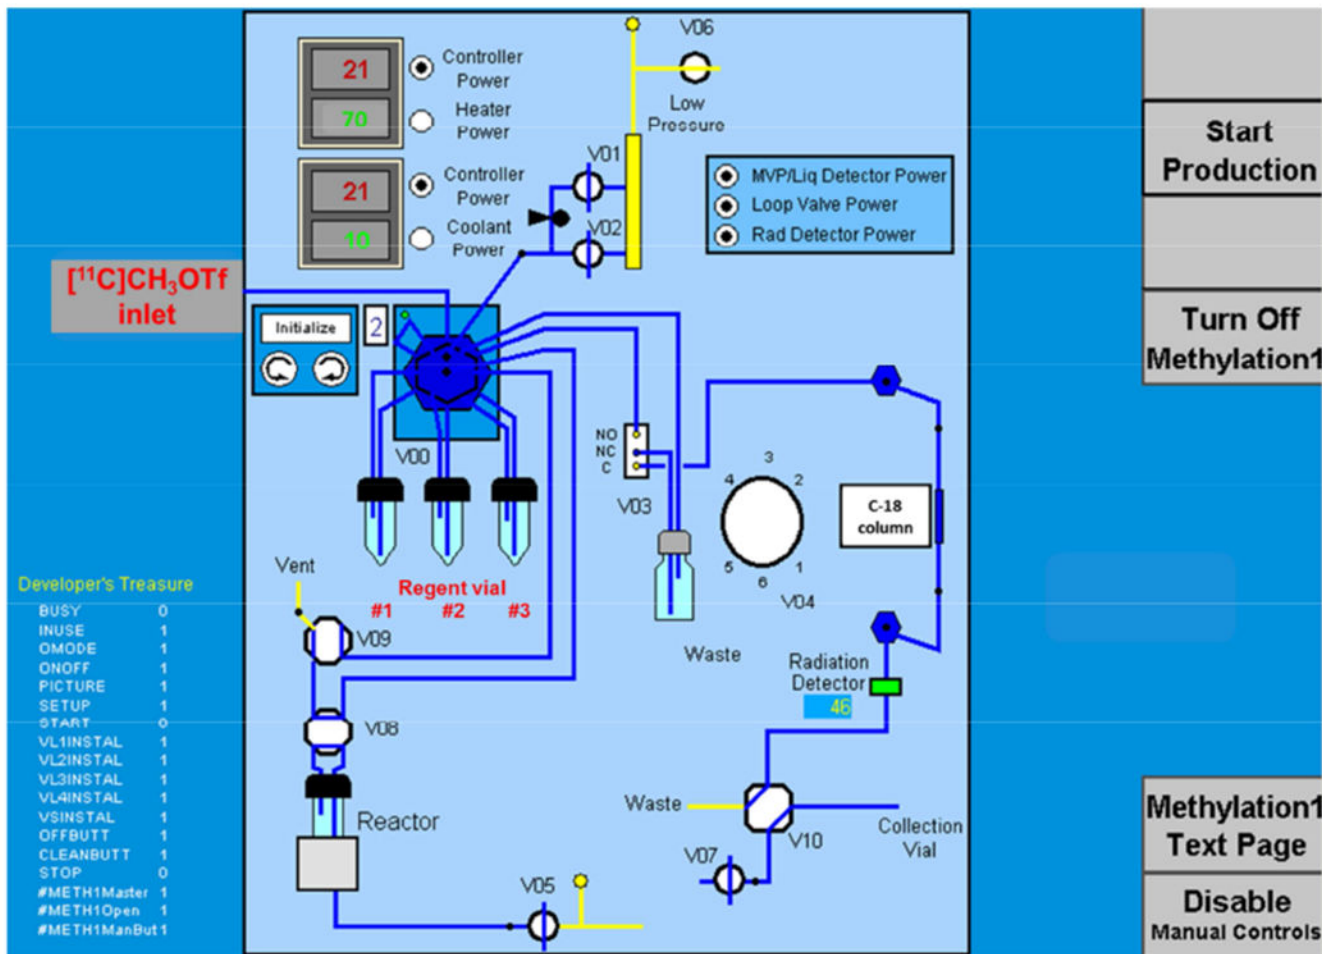 V06
21
Controller
Power
70
Heater
Power
Low
Pressure
V01
21
Controller
Power
10
Coolant
Power
V02
MVP/Liq Detector Power
Loop Valve Power
Rad Detector Power
Start
Production
Turn Off
Methylation1
[¹¹C]CH₃OTf
inlet
Initialize
2
V00
NO
NC
C
V03
3
4
2
5
1
6
V04
C-18
column
Regent vial
#1
#2
#3
Vent
V09
Waste
Radiation
Detector
46
V08
Reactor
Waste
V10
Collection
Vial
V07
V05
Developer's Treasure
BUSY 0
INUSE 1
OMODE 1
ONOFF 1
PICTURE 1
SETUP 1
START 0
VL1INSTAL 1
VL2INSTAL 1
VL3INSTAL 1
VL4INSTAL 1
VSINSTAL 1
OFFBUTT 1
CLEANBUTT 1
STOP 0
#METH1Master 1
#METH1Open 1
#METH1ManBut1
Methylation1
Text Page
Disable
Manual Controls